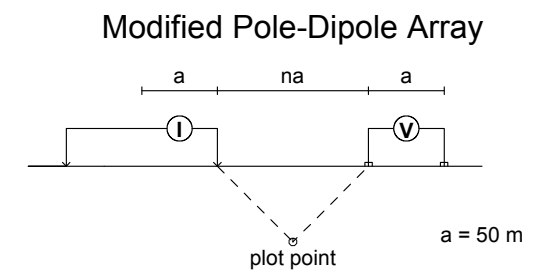 Modified Pole-Dipole Array
a na a
I V
a = 50 m
plot point